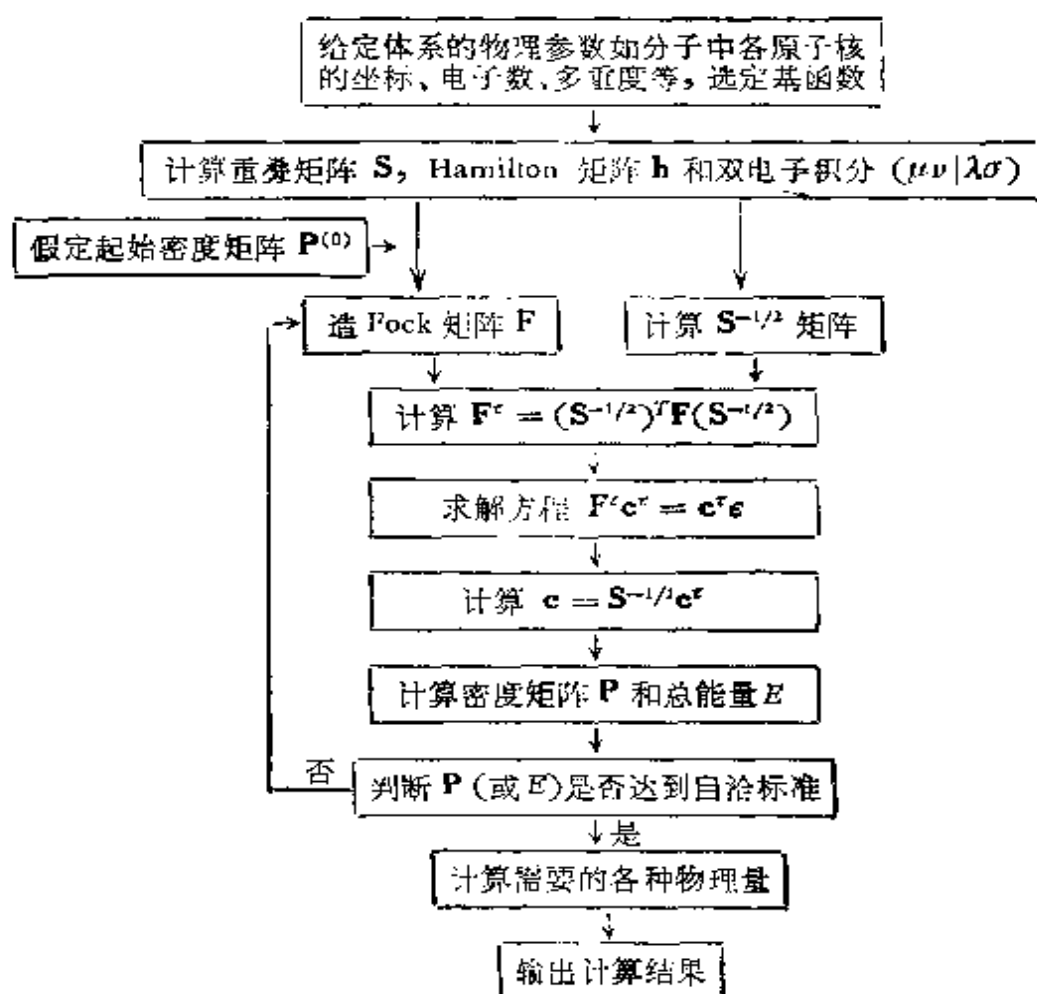 给定体系的物理参数如分子中各原子核
的坐标、电子数、多重度等，选定基函数
计算重叠矩阵 S， Hamilton 矩阵 h 和双电子积分 (μν|λσ)
假定起始密度矩阵 P⁽⁰⁾
造 Fock 矩阵 F
计算 S⁻¹/² 矩阵
计算 Fᵗ = (S⁻¹/²)ᵀF(S⁻¹/²)
求解方程 Fᵗcᵗ = cᵗε
计算 c = S⁻¹/²cᵗ
计算密度矩阵 P 和总能量E
否
判断 P (或E)是否达到自洽标准
是
计算需要的各种物理量
输出计算结果